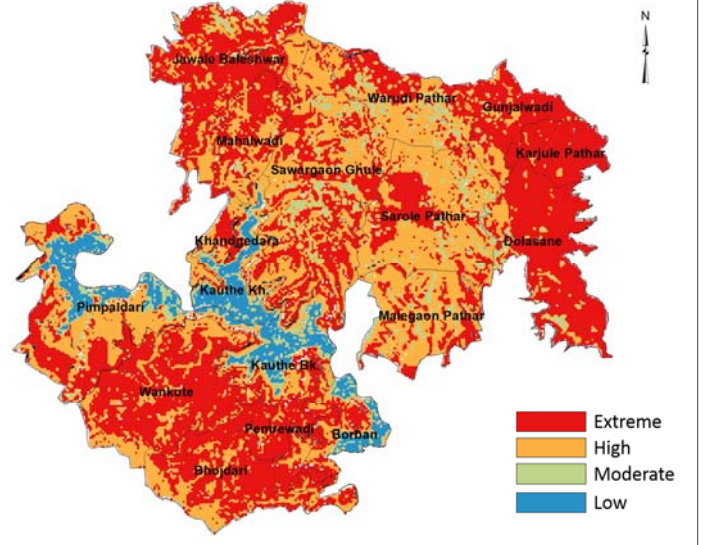 N
Jawale Baleshwar
Warudi Pathar
Gunjalwadi
Mahalwadi
Karjule Pathar
Sawargaon Ghule
Sarole Pathar
Khandgedara
Dolasane
Kauthe Kh.
Pimpaldari
Malegaon Pathar
Kauthe Bk.
Wankute
Pemrewadi
Borban
Bhojdari
Extreme
High
Moderate
Low